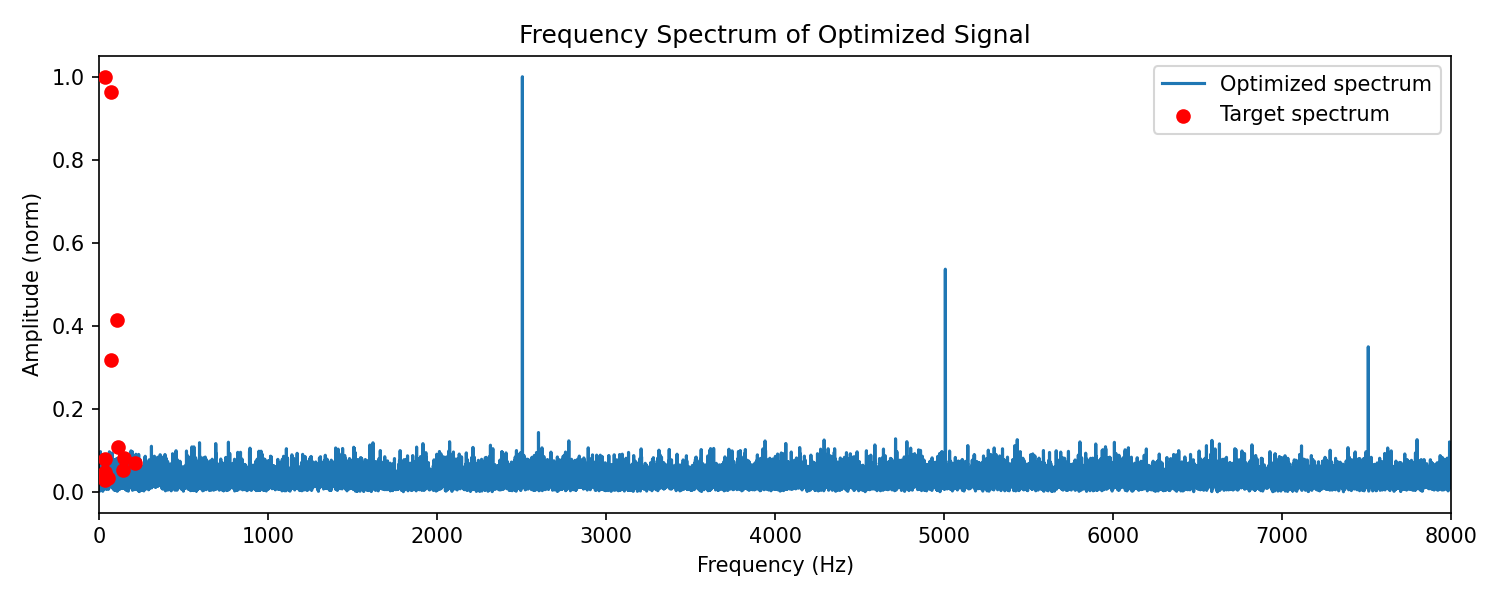 Frequency Spectrum of Optimized Signal
Optimized spectrum
Target spectrum
Amplitude (norm)
1.0
0.8
0.6
0.4
0.2
0.0
0 1000 2000 3000 4000 5000 6000 7000 8000
Frequency (Hz)